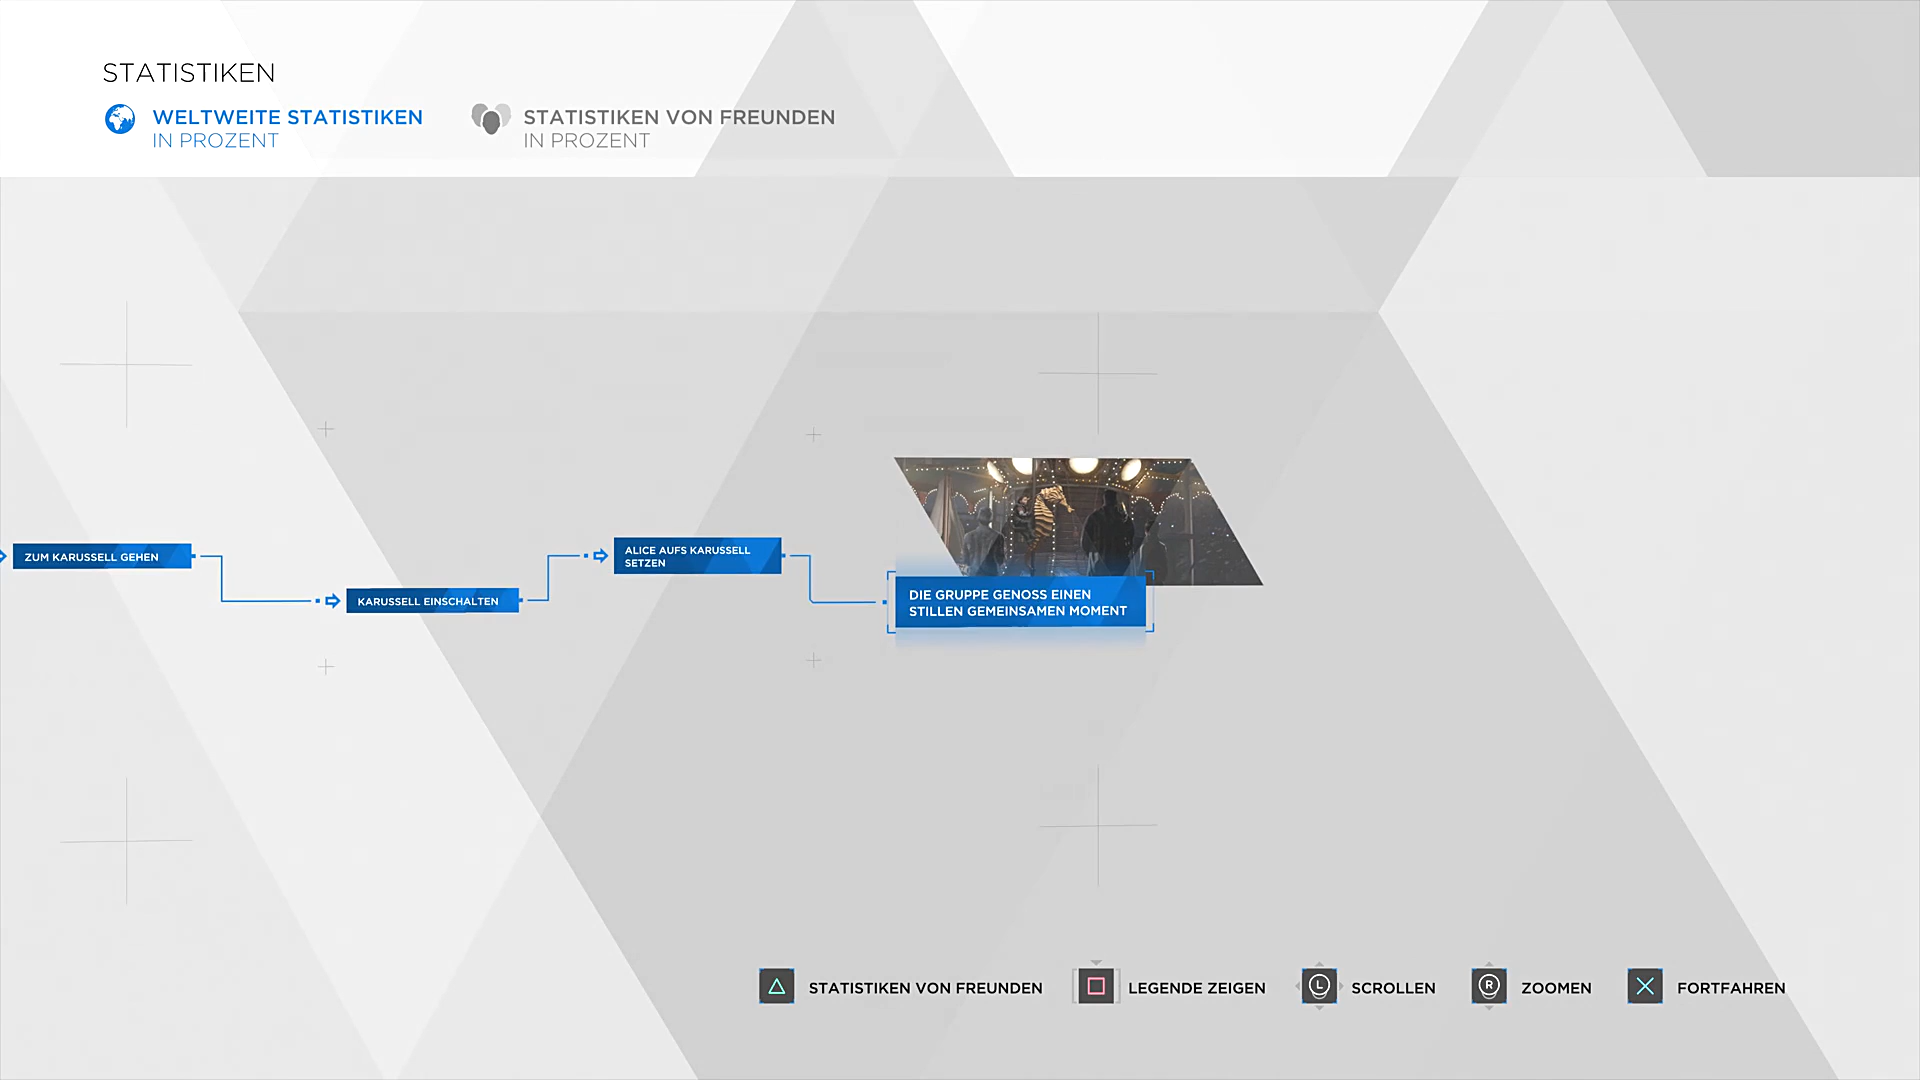 STATISTIKEN
WELTWEITE STATISTIKEN
IN PROZENT
STATISTIKEN VON FREUNDEN
IN PROZENT
ZUM KARUSSELL GEHEN
KARUSSELL EINSCHALTEN
ALICE AUFS KARUSSELL
SETZEN
DIE GRUPPE GENOSS EINEN
STILLEN GEMEINSAMEN MOMENT
STATISTIKEN VON FREUNDEN
LEGENDE ZEIGEN
L
SCROLLEN
R
ZOOMEN
FORTFAHREN